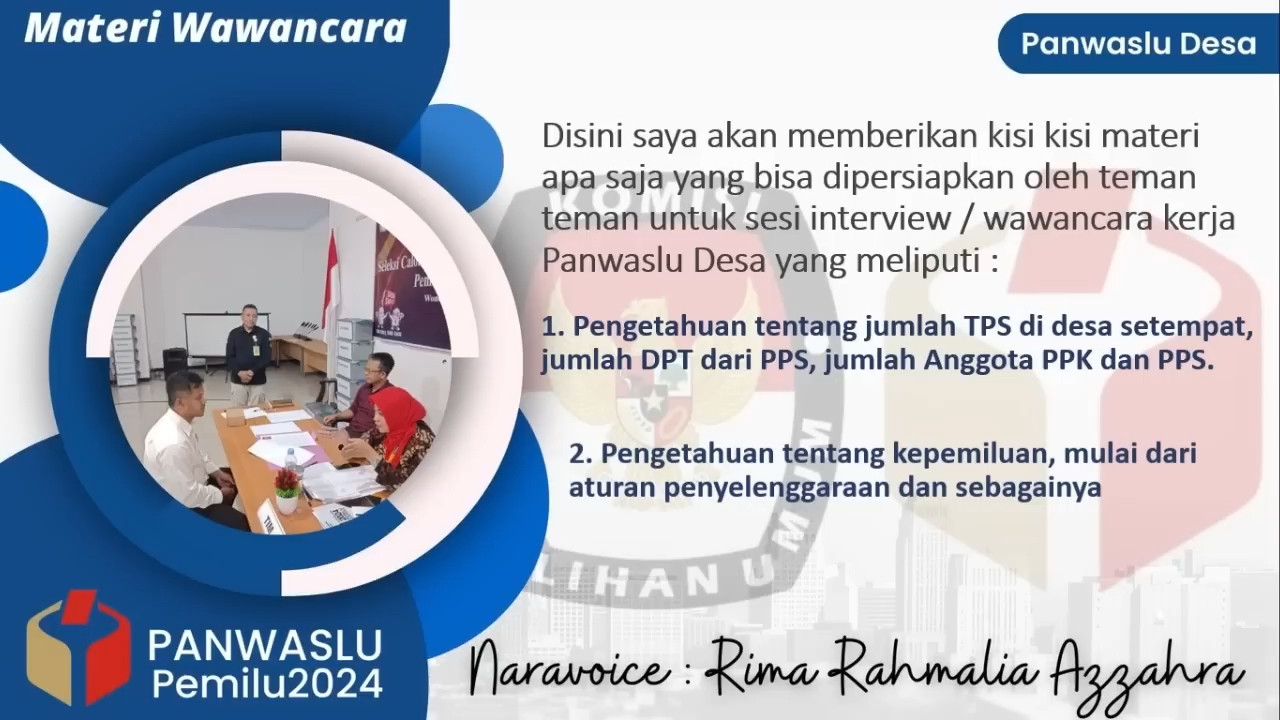 Materi Wawancara
Panwaslu Desa
Disini saya akan memberikan kisi kisi materi
apa saja yang bisa dipersiapkan oleh teman
teman untuk sesi interview / wawancara kerja
Panwaslu Desa yang meliputi :
1. Pengetahuan tentang jumlah TPS di desa setempat,
jumlah DPT dari PPS, jumlah Anggota PPK dan PPS.
2. Pengetahuan tentang kepemiluan, mulai dari
aturan penyelenggaraan dan sebagainya
KOMISI
UMUM
Seleksi
PANWASLU
Pemilu2024
Naravoice : Rima Rahmalia Azzahra